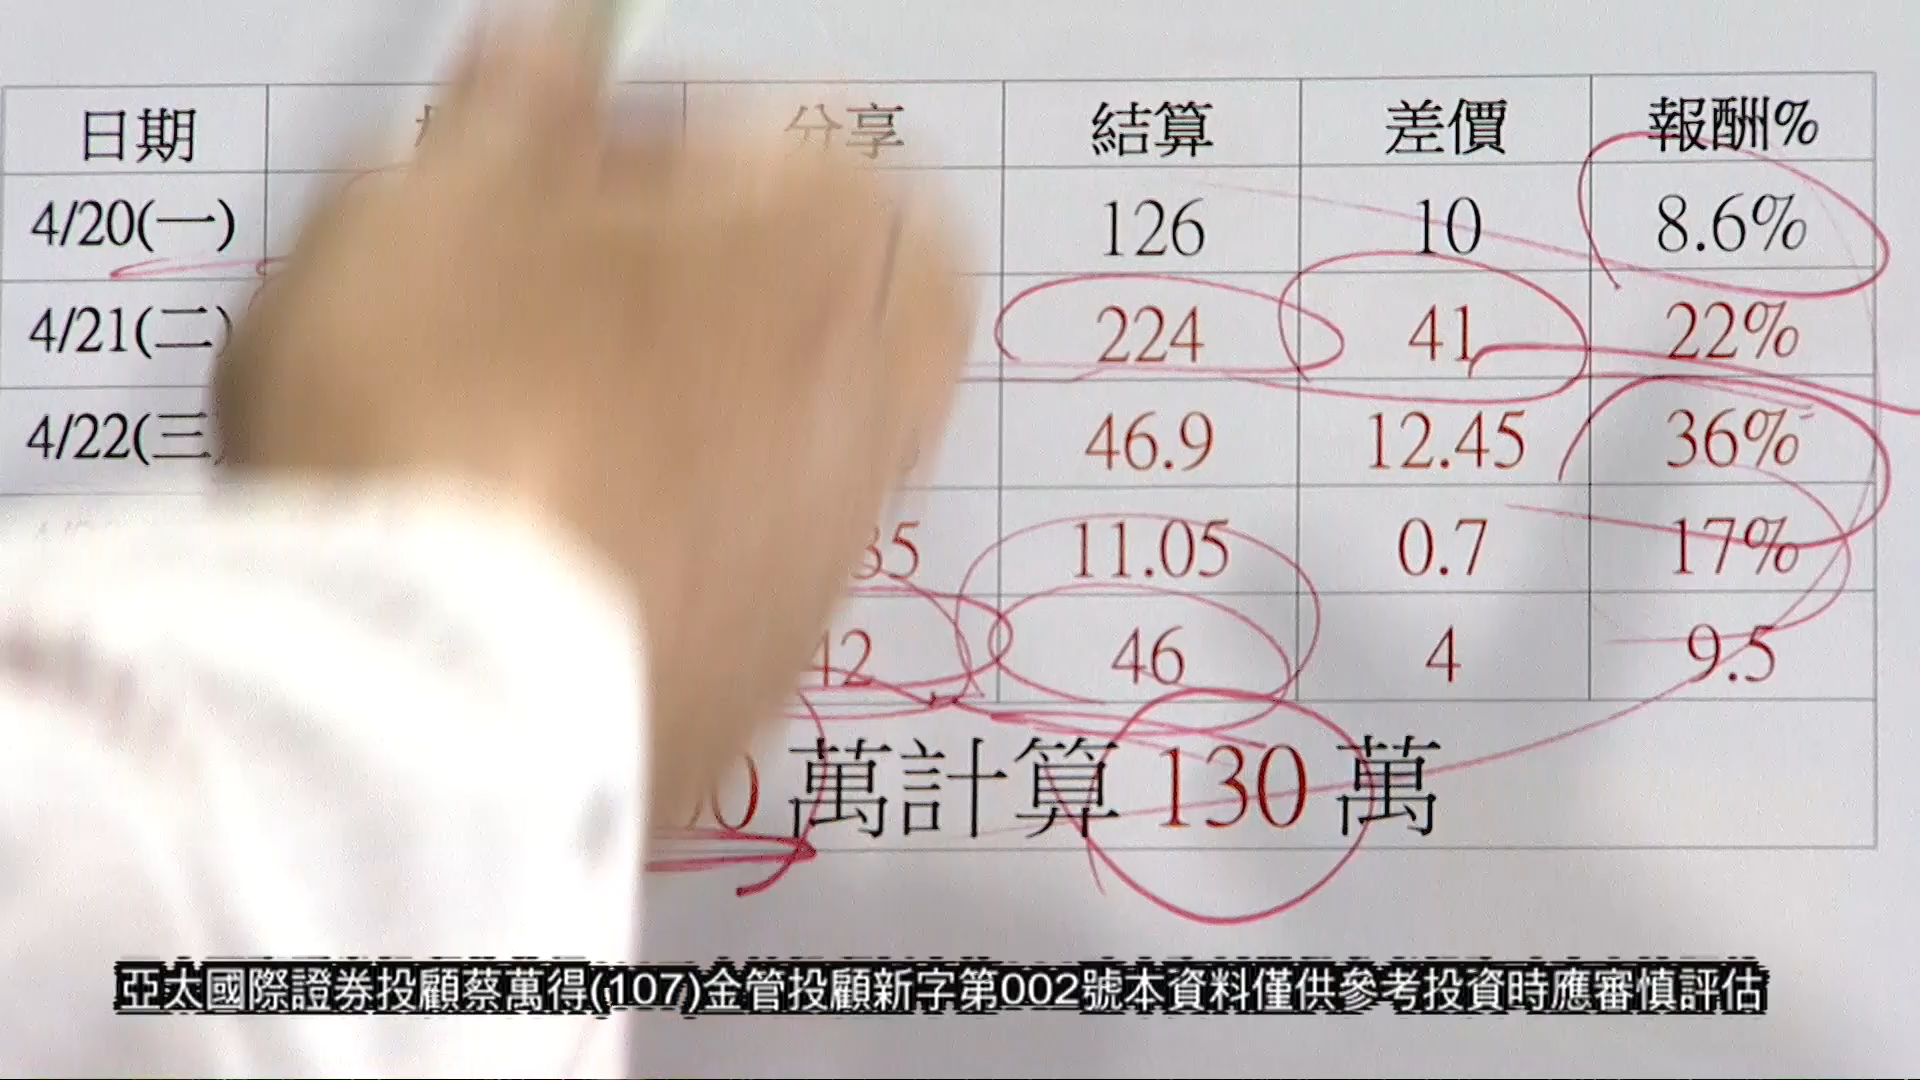 日期 分享 結算 差價 報酬%
4/20(一) 126 10 8.6%
4/21(二) 224 41 22%
4/22(三 46.9 12.45 36%
35 11.05 0.7 17%
42 46 4 9.5
0 萬計算 130 萬
亞太國際證券投顧蔡萬得(107)金管投顧新字第002號本資料僅供參考投資時應審慎評估